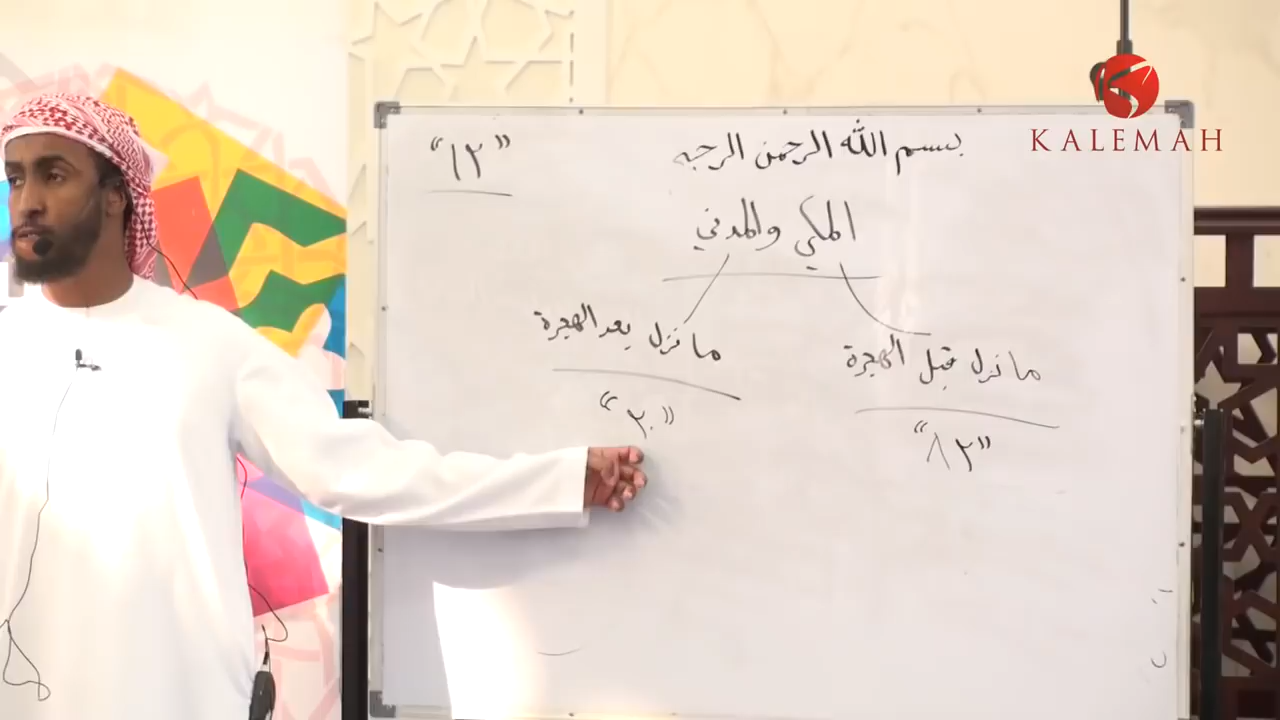 بسم الله الرحمن الرحيم
"١٢"
المكي والمدني
ما نزل قبل الهجرة
"٨٢"
ما نزل بعد الهجرة
"٢٠"
KALEMAH